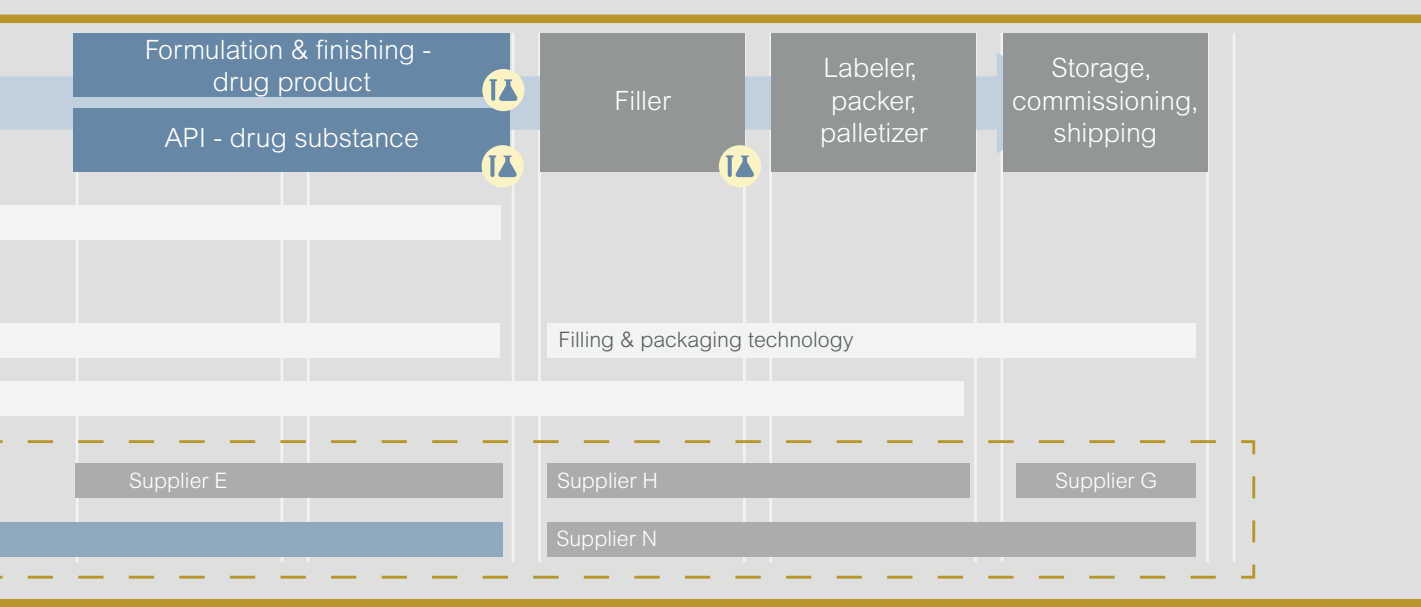 Formulation & finishing -
drug product
API - drug substance
Filler
Labeler,
packer,
palletizer
Storage,
commissioning,
shipping
Filling & packaging technology
Supplier E
Supplier H
Supplier G
Supplier N